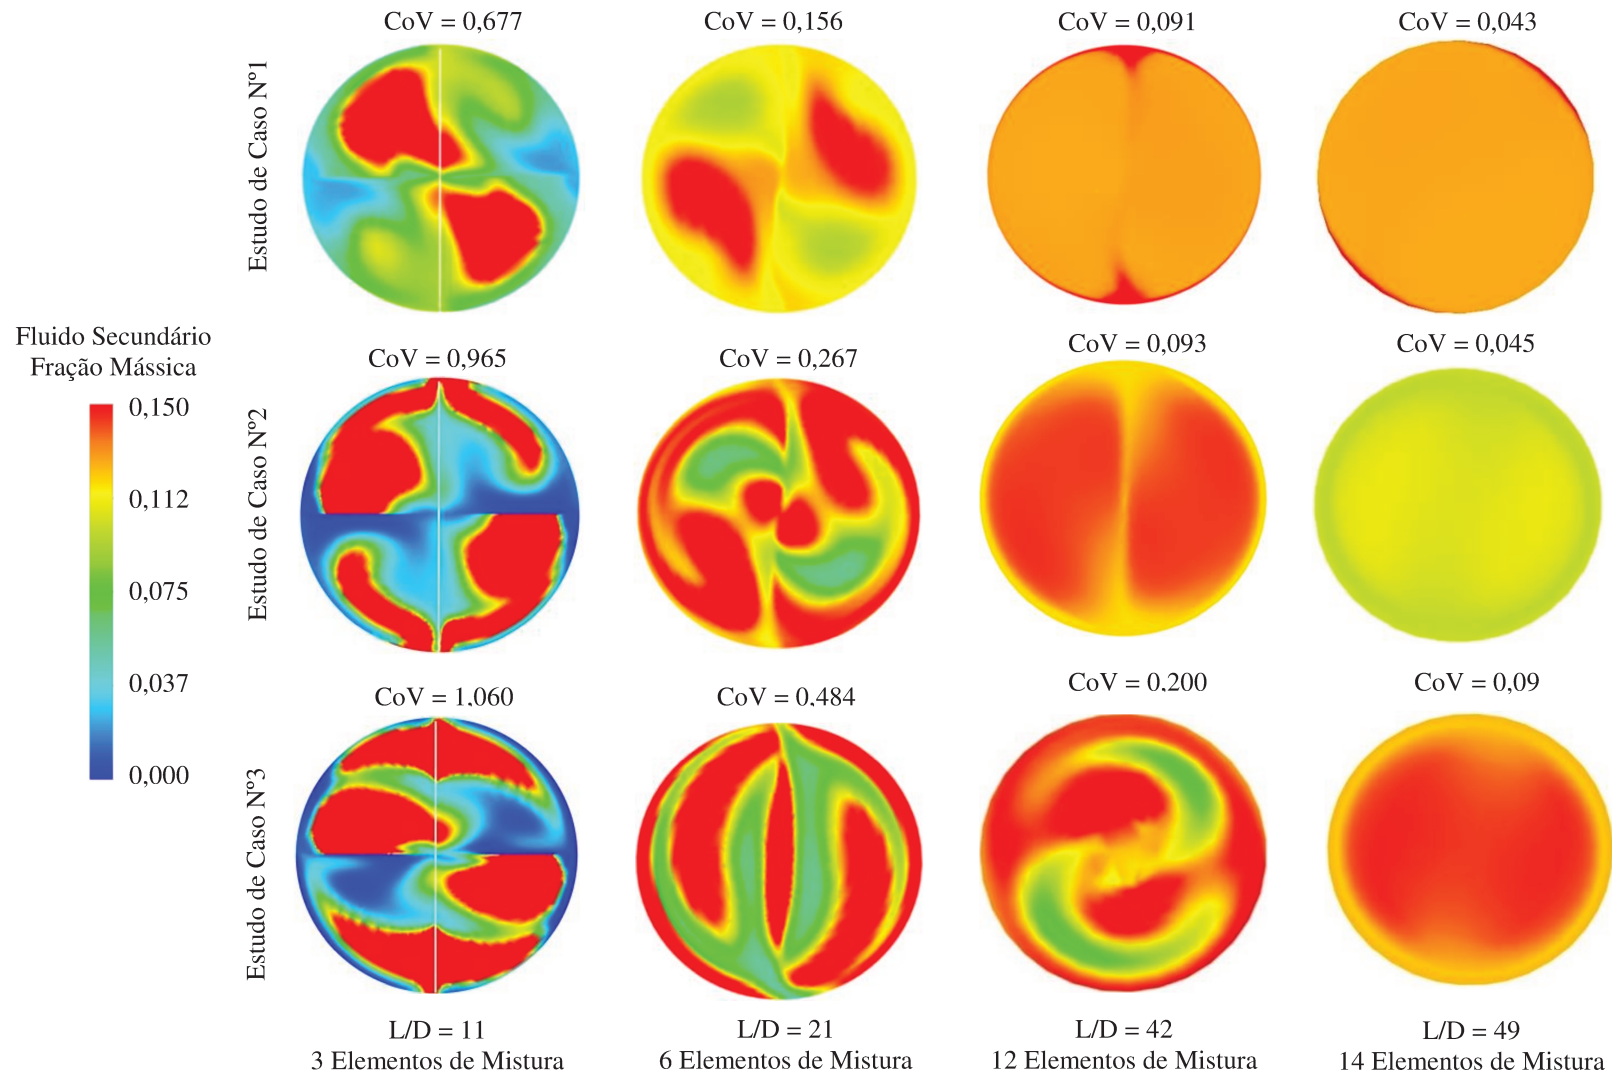 CoV = 0,677
CoV = 0,156
CoV = 0,091
CoV = 0,043
Estudo de Caso Nº1
Fluido Secundário
Fração Mássica
0,150
0,112
0,075
0,037
0,000
CoV = 0,965
CoV = 0,267
CoV = 0,093
CoV = 0,045
Estudo de Caso Nº2
CoV = 1,060
CoV = 0,484
CoV = 0,200
CoV = 0,09
Estudo de Caso Nº3
L/D = 11
3 Elementos de Mistura
L/D = 21
6 Elementos de Mistura
L/D = 42
12 Elementos de Mistura
L/D = 49
14 Elementos de Mistura